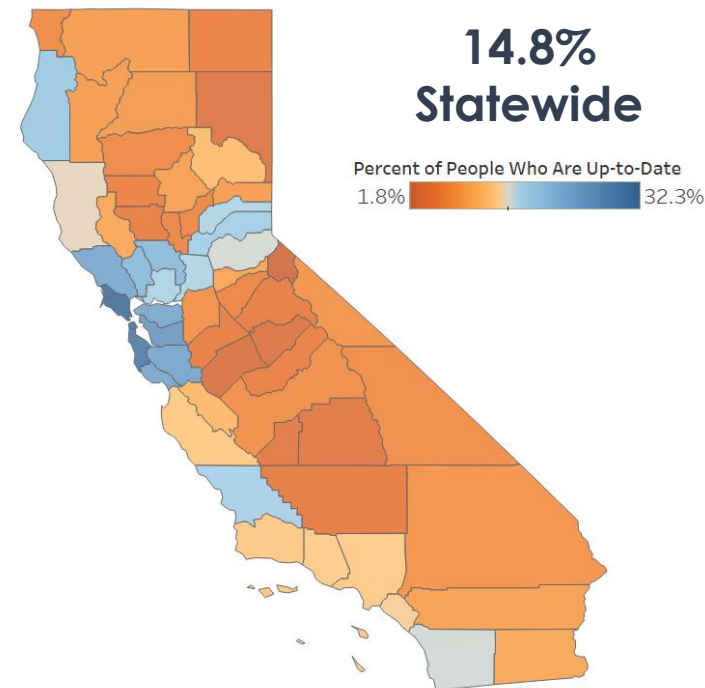 14.8%
Statewide
Percent of People Who Are Up-to-Date
1.8% 32.3%